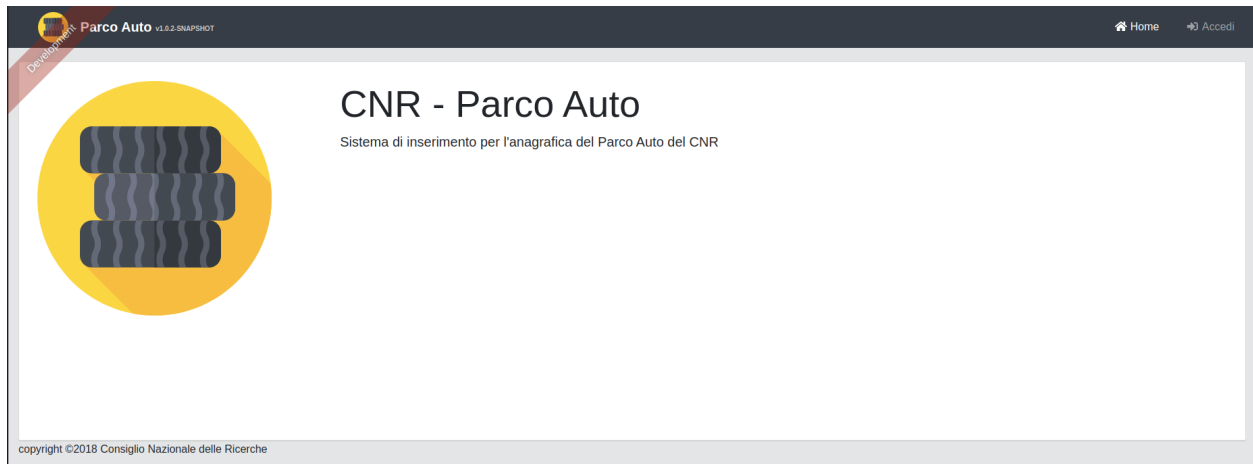 Parco Auto v1.0.2-SNAPSHOT
Home
Accedi
Development
CNR - Parco Auto
Sistema di inserimento per l'anagrafica del Parco Auto del CNR
copyright ©2018 Consiglio Nazionale delle Ricerche